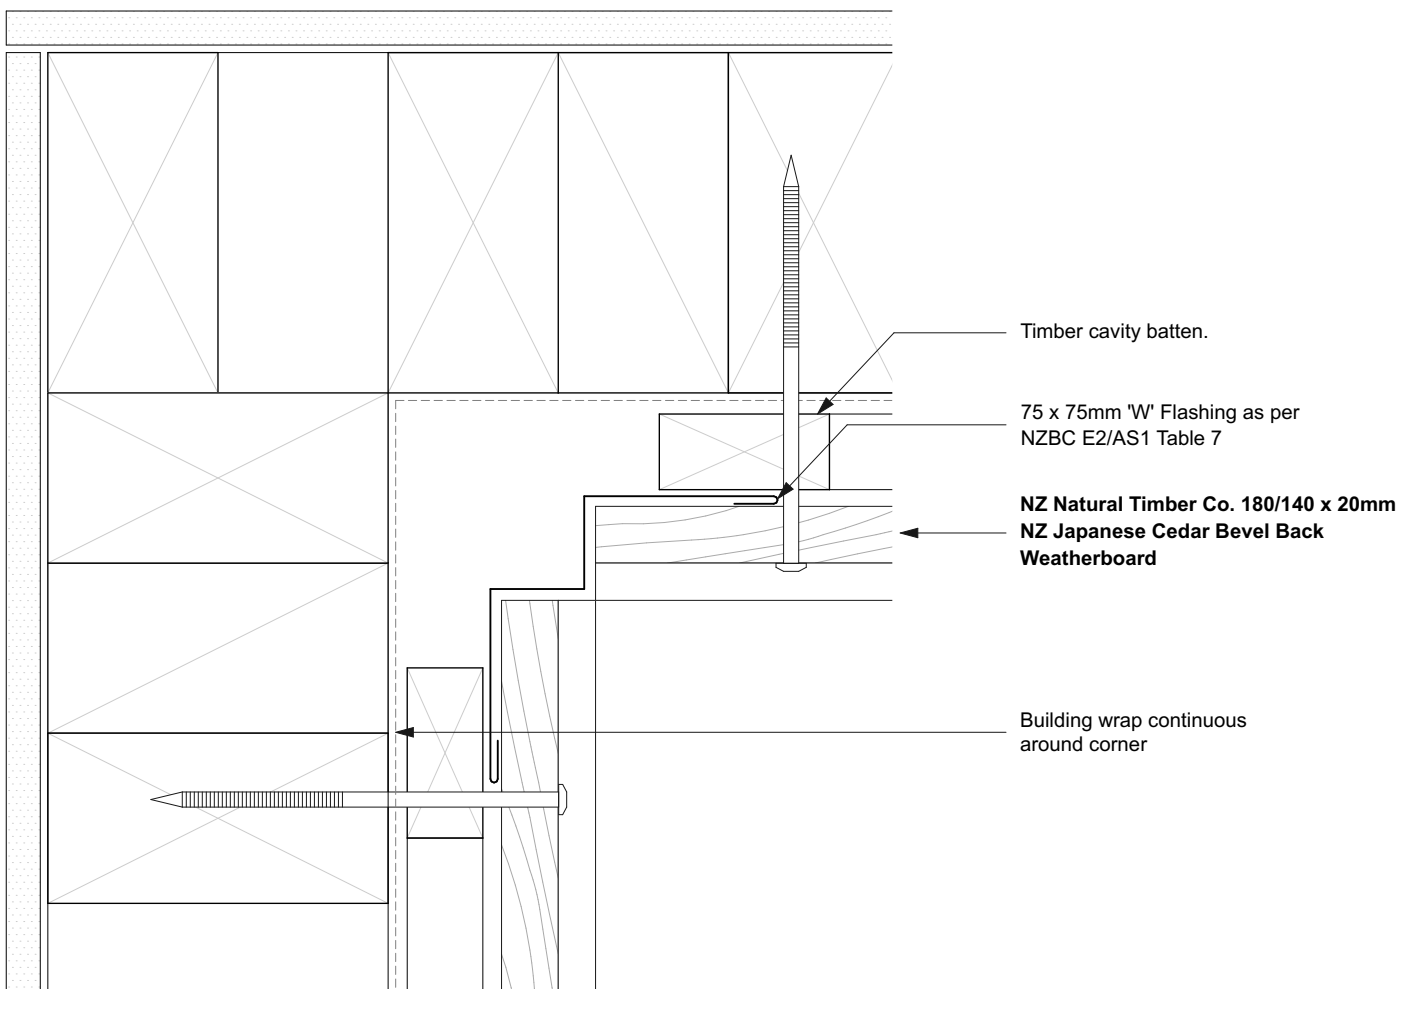 Timber cavity batten.
75 x 75mm 'W' Flashing as per
NZBC E2/AS1 Table 7
NZ Natural Timber Co. 180/140 x 20mm
NZ Japanese Cedar Bevel Back
Weatherboard
Building wrap continuous
around corner